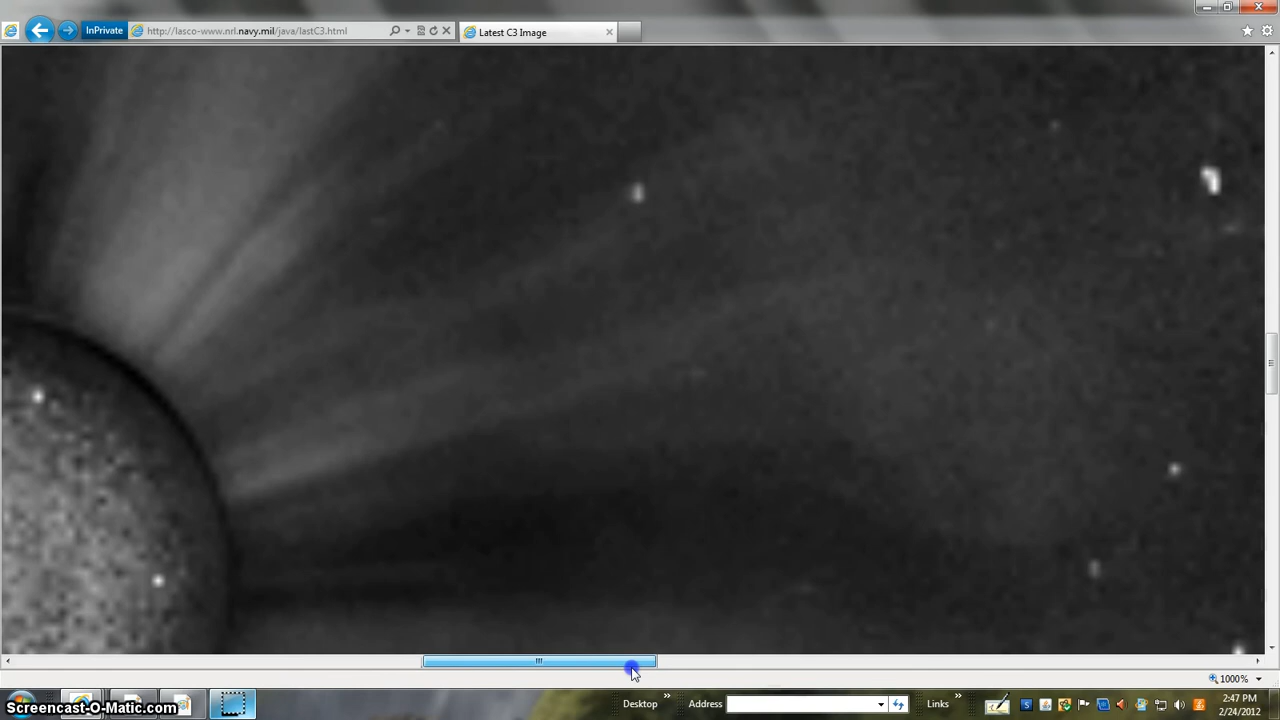 InPrivate
http://lasco-www.nrl.navy.mil/java/lastC3.html
Latest C3 Image
1000%
Desktop
Address
Links
2:47 PM
2/24/2012
Screencast-O-Matic.com